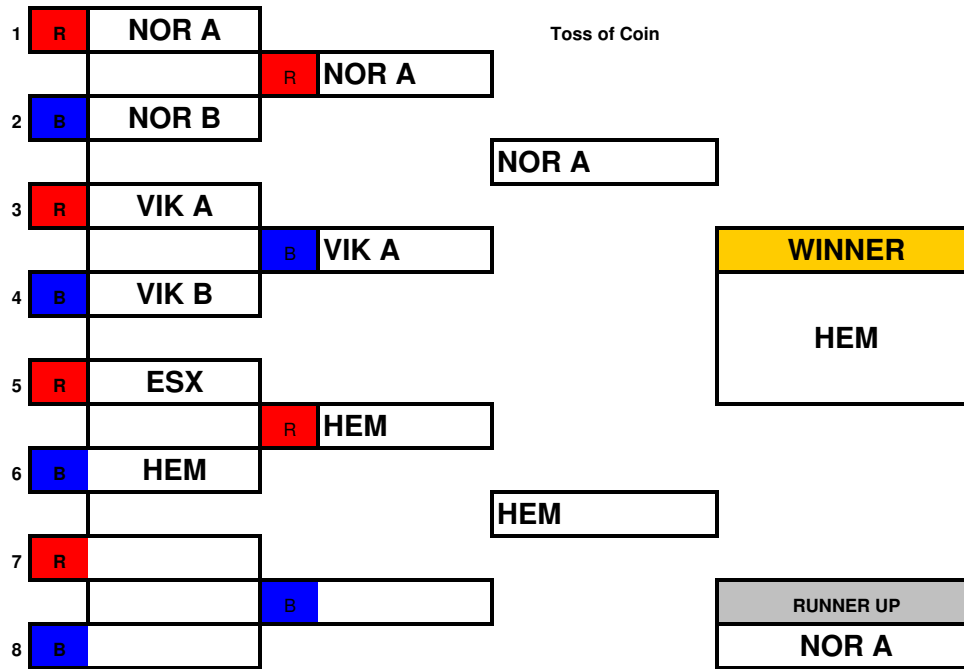 1 R NOR A Toss of Coin
R NOR A
2 B NOR B
NOR A
3 R VIK A
B VIK A WINNER
4 B VIK B
HEM
5 R ESX
R HEM
6 B HEM
HEM
7 R
B RUNNER UP
8 B NOR A